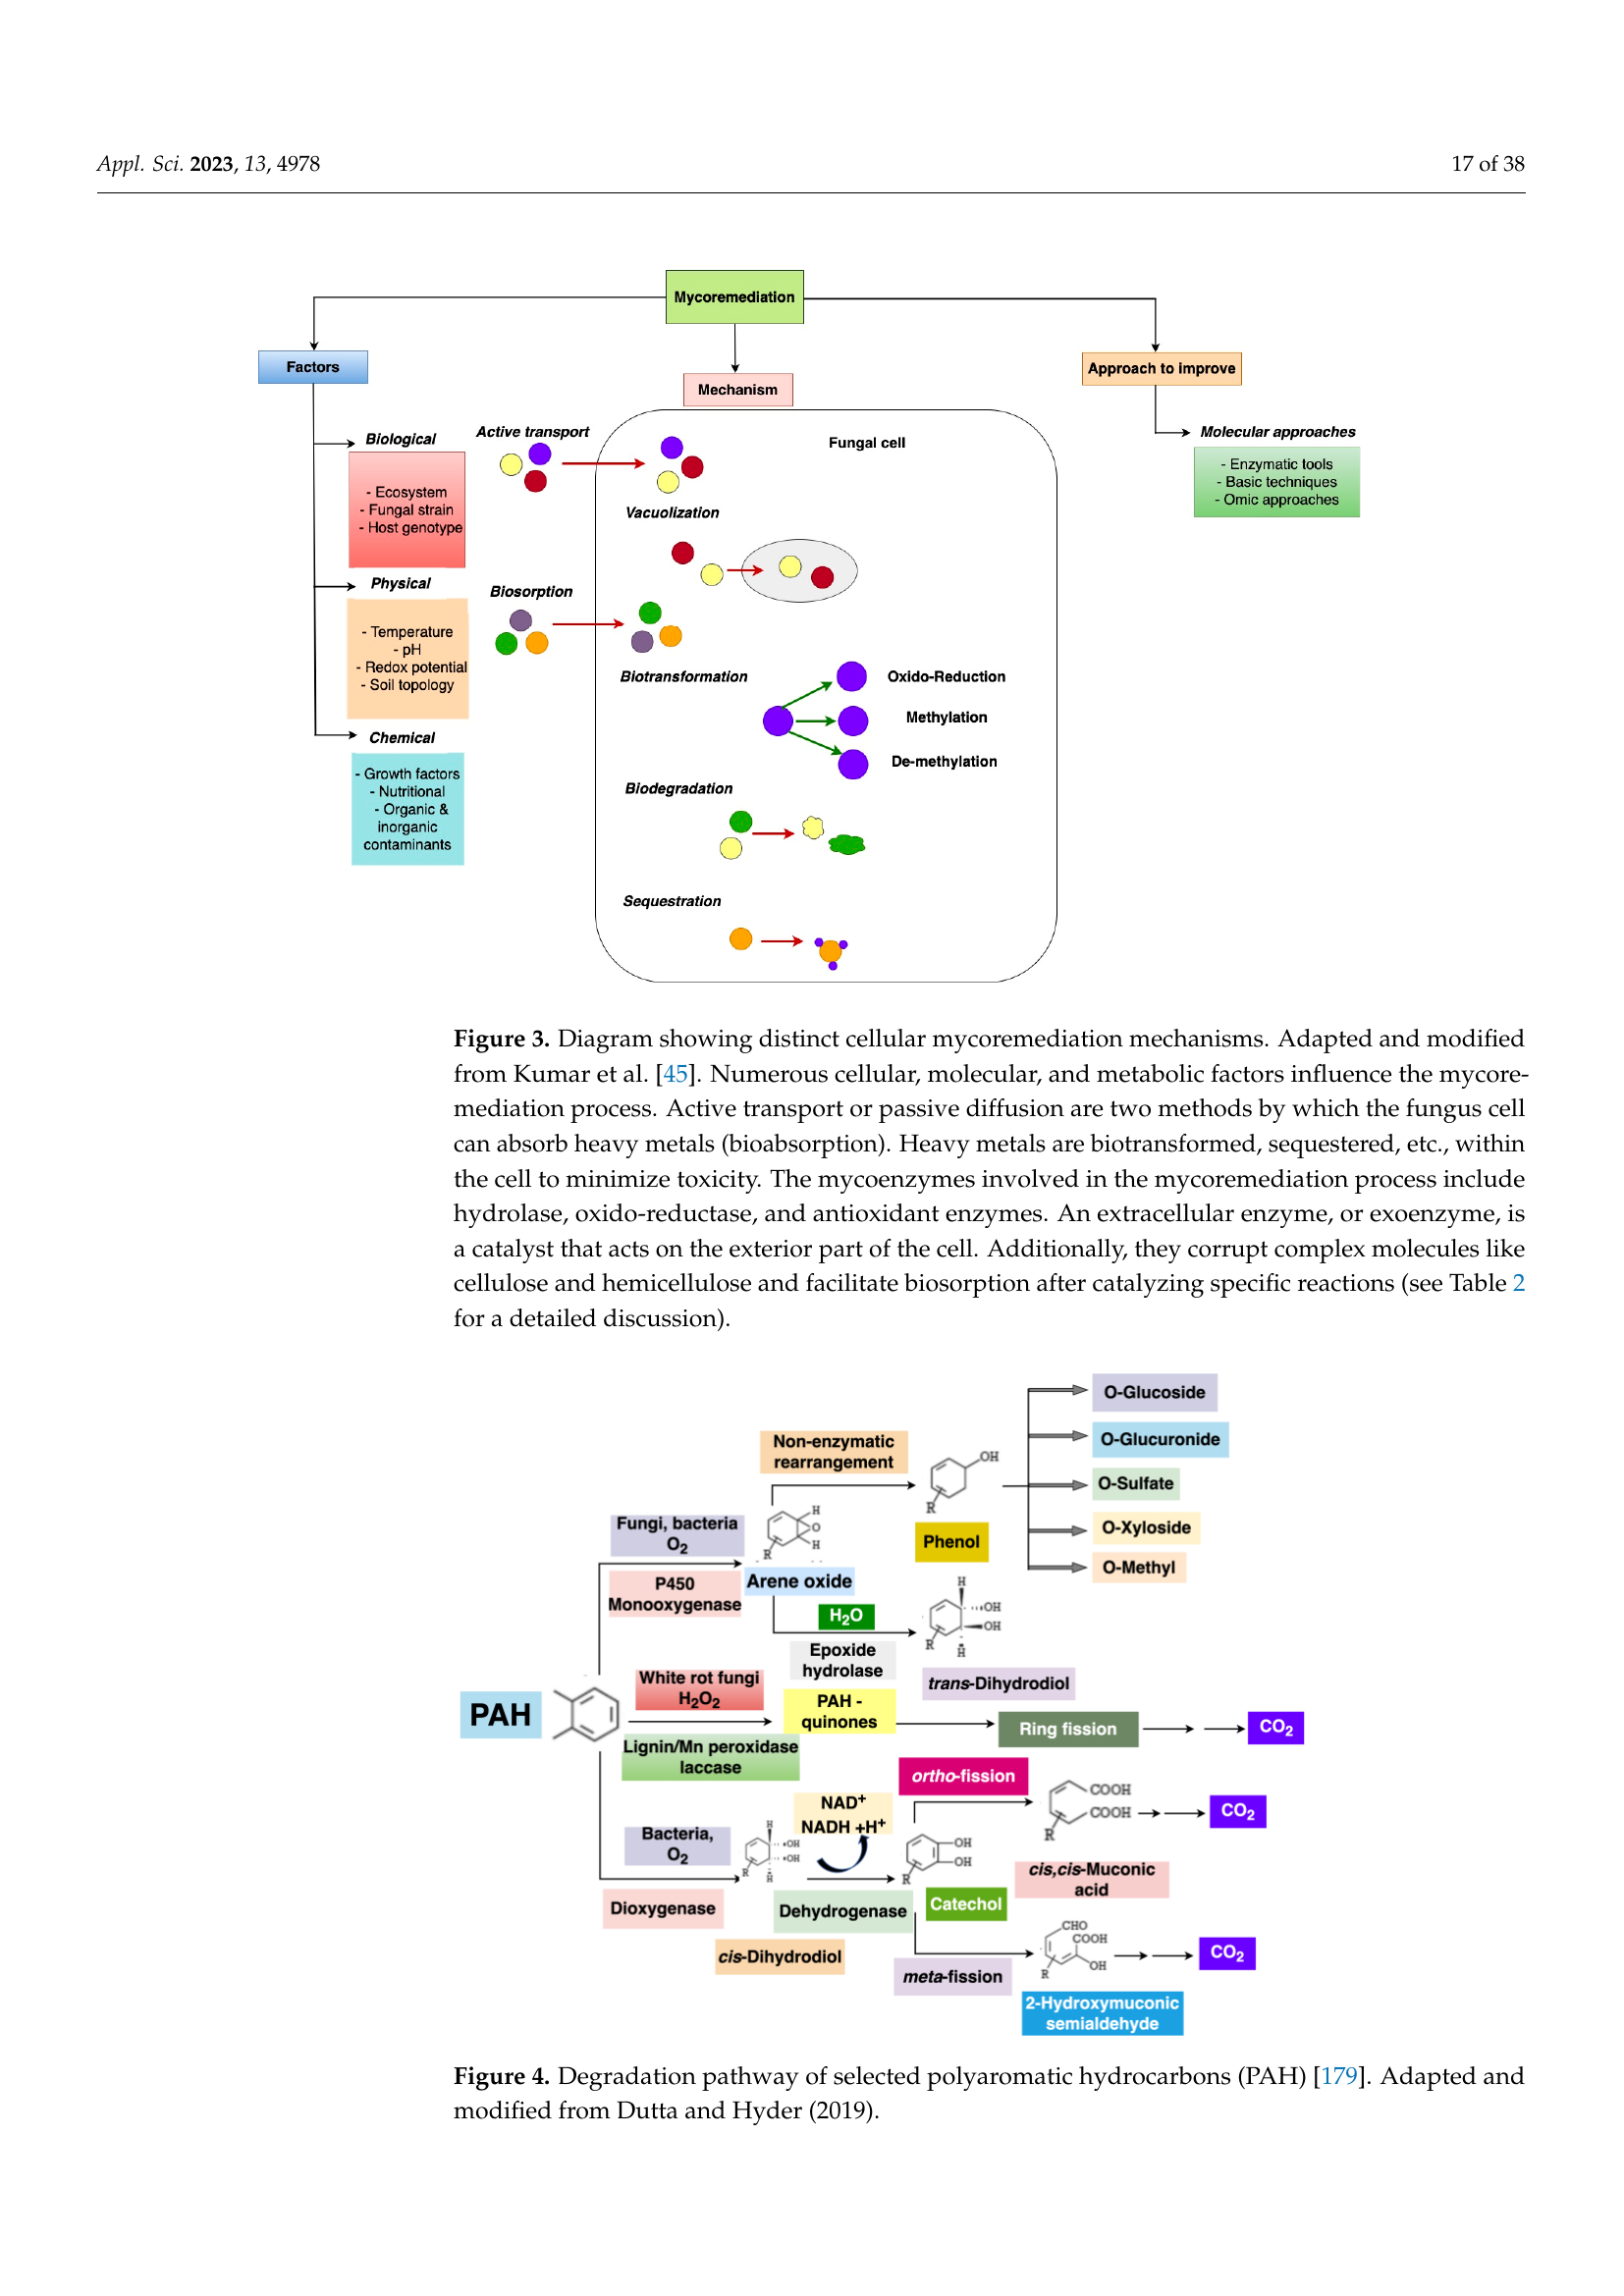 Appl. Sci. 2023, 13, 4978
17 of 38
Mycoremediation
Factors
Mechanism
Approach to improve
Biological
- Ecosystem
- Fungal strain
- Host genotype
Physical
- Temperature
- pH
- Redox potential
- Soil topology
Chemical
- Growth factors
- Nutritional
- Organic &
inorganic
contaminants
Active transport
Biosorption
Fungal cell
Vacuolization
Biotransformation
Oxido-Reduction
Methylation
De-methylation
Biodegradation
Sequestration
Molecular approaches
- Enzymatic tools
- Basic techniques
- Omic approaches
Figure 3. Diagram showing distinct cellular mycoremediation mechanisms. Adapted and modified
from Kumar et al. [45]. Numerous cellular, molecular, and metabolic factors influence the mycore-
mediation process. Active transport or passive diffusion are two methods by which the fungus cell
can absorb heavy metals (bioabsorption). Heavy metals are biotransformed, sequestered, etc., within
the cell to minimize toxicity. The mycoenzymes involved in the mycoremediation process include
hydrolase, oxido-reductase, and antioxidant enzymes. An extracellular enzyme, or exoenzyme, is
a catalyst that acts on the exterior part of the cell. Additionally, they corrupt complex molecules like
cellulose and hemicellulose and facilitate biosorption after catalyzing specific reactions (see Table 2
for a detailed discussion).
O-Glucoside
O-Glucuronide
O-Sulfate
O-Xyloside
O-Methyl
Non-enzymatic
rearrangement
OH
R
Phenol
Fungi, bacteria
O2
P450
Monooxygenase
H
O
H
R
Arene oxide
H2O
Epoxide
hydrolase
H
OH
OH
R
H
trans-Dihydrodiol
PAH
White rot fungi
H2O2
Lignin/Mn peroxidase
laccase
PAH -
quinones
Ring fission
CO2
Bacteria,
O2
Dioxygenase
H
OH
OH
R
H
cis-Dihydrodiol
NAD+
NADH +H+
Dehydrogenase
OH
OH
R
Catechol
ortho-fission
COOH
COOH
R
CO2
cis,cis-Muconic
acid
meta-fission
CHO
COOH
OH
R
CO2
2-Hydroxymuconic
semialdehyde
Figure 4. Degradation pathway of selected polyaromatic hydrocarbons (PAH) [179]. Adapted and
modified from Dutta and Hyder (2019).